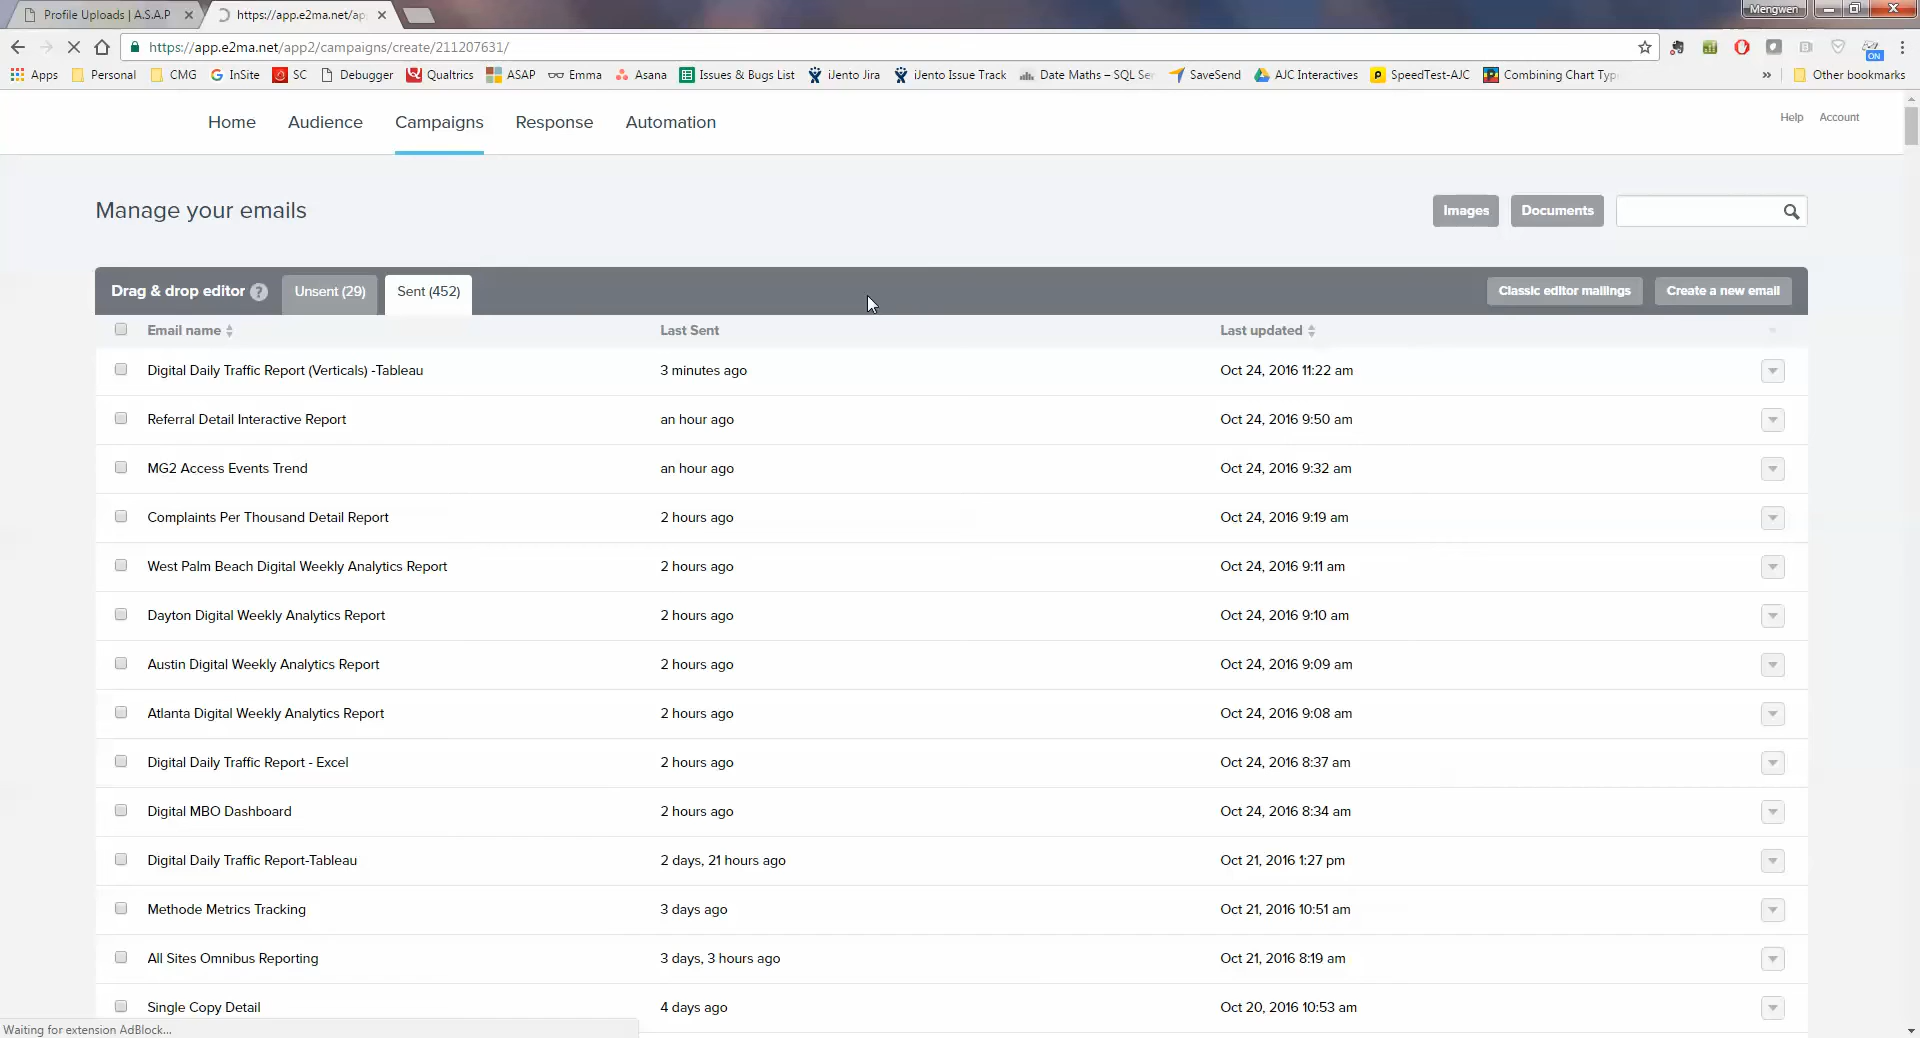 Profile Uploads | A.S.A.P
https://app.e2ma.net/ap
Mengwen
https://app.e2ma.net/app2/campaigns/create/211207631/
ON
Apps Personal CMG InSite SC Debugger Qualtrics ASAP Emma Asana Issues & Bugs List iJento Jira iJento Issue Track Date Maths – SQL Ser SaveSend AJC Interactives SpeedTest-AJC Combining Chart Typ » Other bookmarks
Home Audience Campaigns Response Automation Help Account
Manage your emails Images Documents
Drag & drop editor ? Unsent (29) Sent (452) Classic editor mailings Create a new email
Email name Last Sent Last updated
Digital Daily Traffic Report (Verticals) -Tableau 3 minutes ago Oct 24, 2016 11:22 am
Referral Detail Interactive Report an hour ago Oct 24, 2016 9:50 am
MG2 Access Events Trend an hour ago Oct 24, 2016 9:32 am
Complaints Per Thousand Detail Report 2 hours ago Oct 24, 2016 9:19 am
West Palm Beach Digital Weekly Analytics Report 2 hours ago Oct 24, 2016 9:11 am
Dayton Digital Weekly Analytics Report 2 hours ago Oct 24, 2016 9:10 am
Austin Digital Weekly Analytics Report 2 hours ago Oct 24, 2016 9:09 am
Atlanta Digital Weekly Analytics Report 2 hours ago Oct 24, 2016 9:08 am
Digital Daily Traffic Report - Excel 2 hours ago Oct 24, 2016 8:37 am
Digital MBO Dashboard 2 hours ago Oct 24, 2016 8:34 am
Digital Daily Traffic Report-Tableau 2 days, 21 hours ago Oct 21, 2016 1:27 pm
Methode Metrics Tracking 3 days ago Oct 21, 2016 10:51 am
All Sites Omnibus Reporting 3 days, 3 hours ago Oct 21, 2016 8:19 am
Single Copy Detail 4 days ago Oct 20, 2016 10:53 am
Waiting for extension AdBlock...